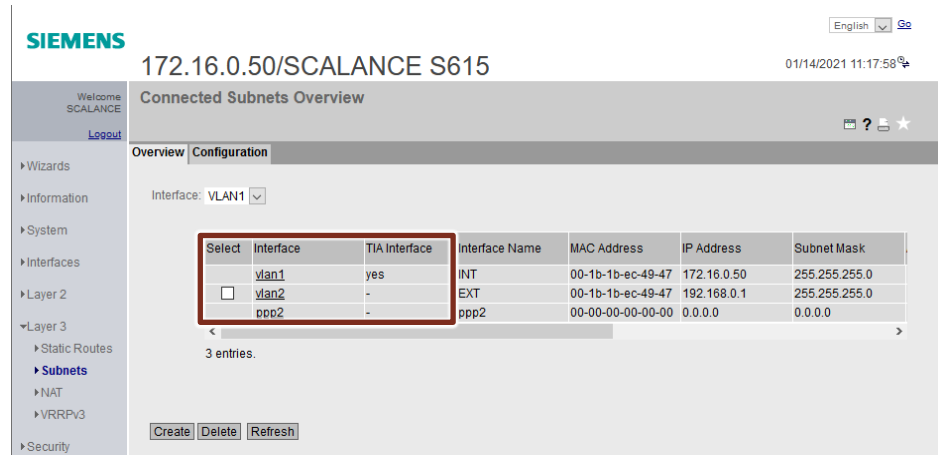 English Go
SIEMENS
172.16.0.50/SCALANCE S615
01/14/2021 11:17:58
Welcome
SCALANCE
Logout
Connected Subnets Overview
?
Overview Configuration
Wizards
Information
System
Interfaces
Layer 2
Layer 3
Static Routes
Subnets
NAT
VRRPv3
Security
Interface: VLAN1
Select Interface TIA Interface Interface Name MAC Address IP Address Subnet Mask
vlan1 yes INT 00-1b-1b-ec-49-47 172.16.0.50 255.255.255.0
vlan2 - EXT 00-1b-1b-ec-49-47 192.168.0.1 255.255.255.0
ppp2 - ppp2 00-00-00-00-00-00 0.0.0.0 0.0.0.0
3 entries.
Create Delete Refresh